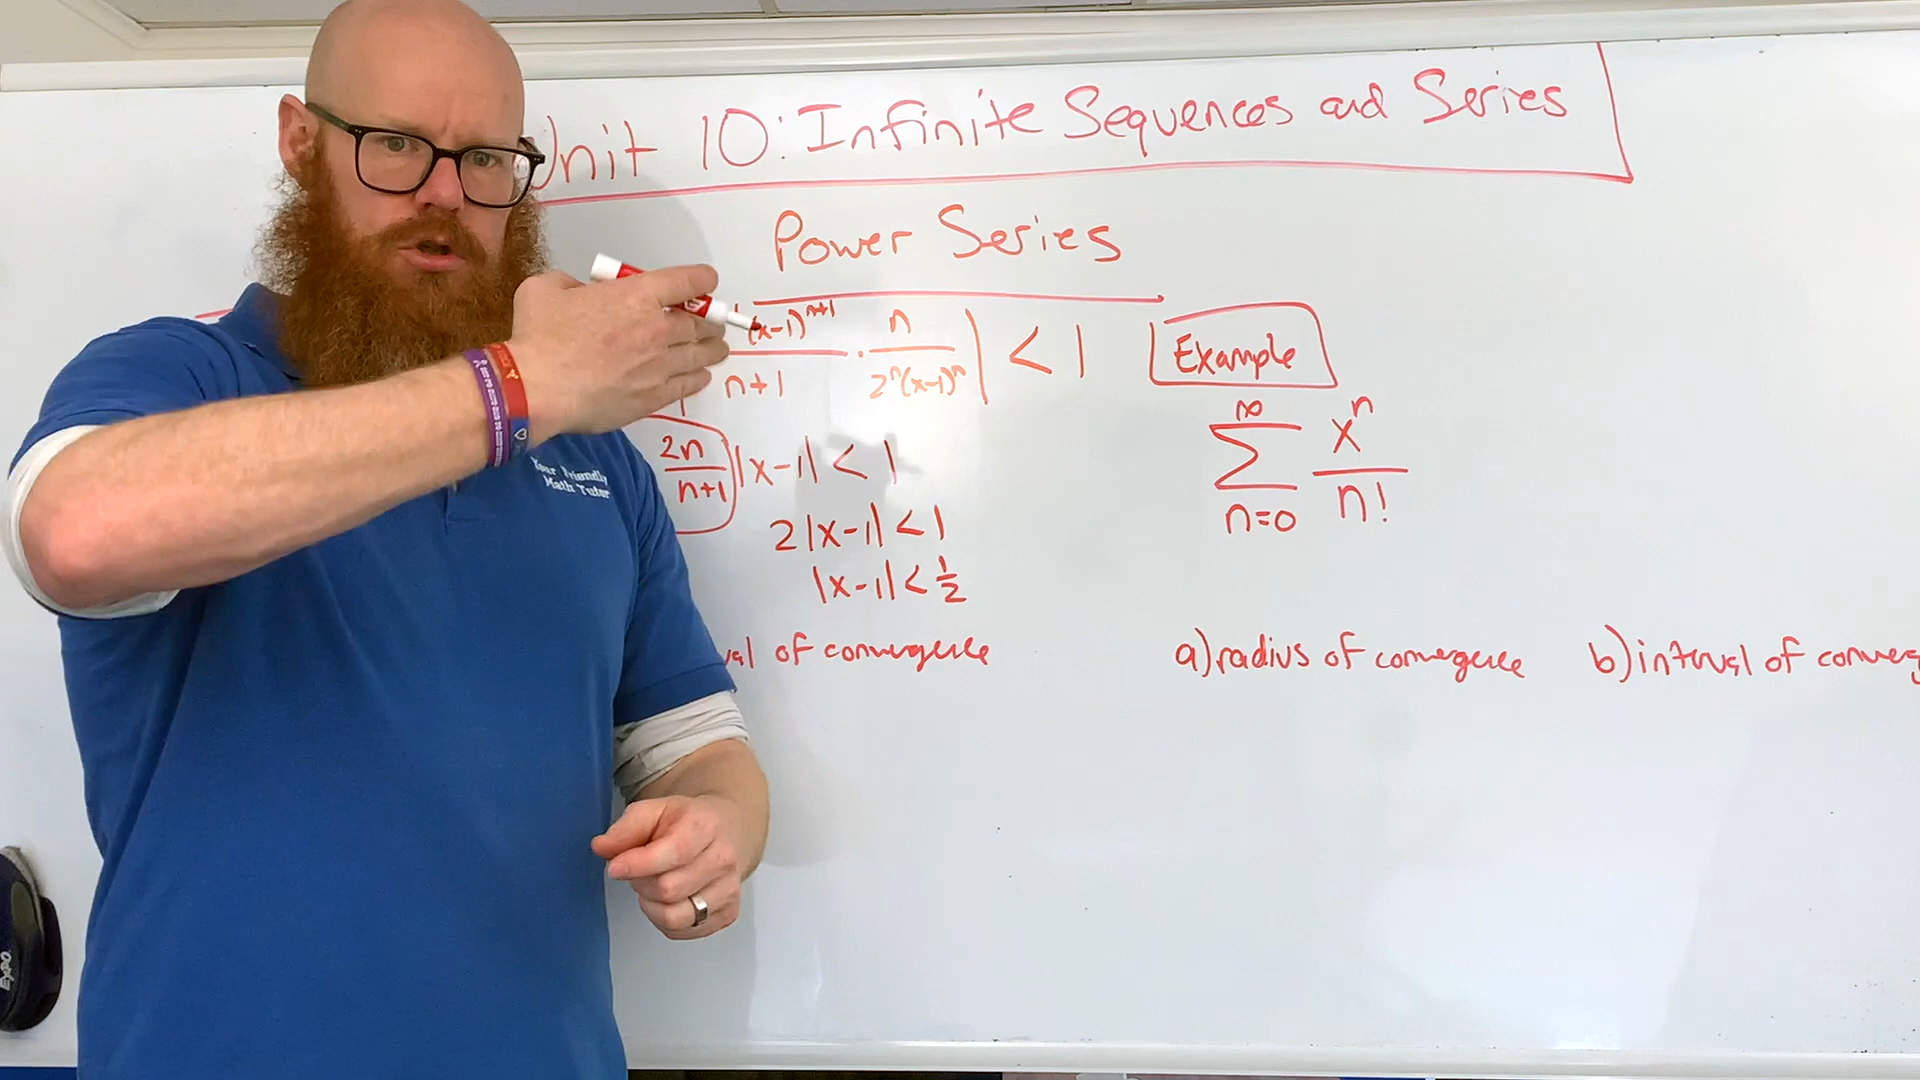 Unit 10: Infinite Sequences and Series
Power Series
(x-1)^{n+1}/n+1 · n/2^n(x-1)^n | < 1
2n/n+1 |x-1| < 1
2|x-1| < 1
|x-1| < 1/2
of convergence
Example
∞ ∑ n=0 x^n/n!
a) radius of convergence
b) interval of
Your Friendly
Math Tutor
EXPO